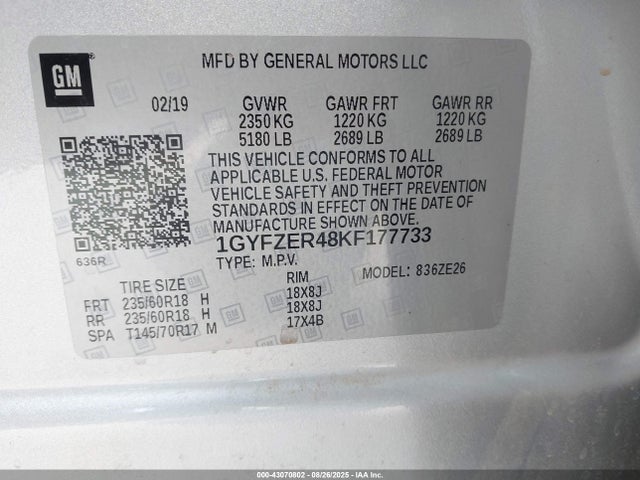 GM
MFD BY GENERAL MOTORS LLC
02/19 GVWR GAWR FRT GAWR RR
2350 KG 1220 KG 1220 KG
5180 LB 2689 LB 2689 LB
THIS VEHICLE CONFORMS TO ALL
APPLICABLE U.S. FEDERAL MOTOR
VEHICLE SAFETY AND THEFT PREVENTION
STANDARDS IN EFFECT ON THE DATE OF
MANUFACTURE SHOWN ABOVE.
1GYFZER48KF177733
636R
TYPE: M.P.V. MODEL: 836ZE26
TIRE SIZE RIM
FRT 235/60R18 H 18X8J
RR 235/60R18 H 18X8J
SPA T145/70R17 M 17X4B
000-43070802 - 08/26/2025 - IAAI INC.